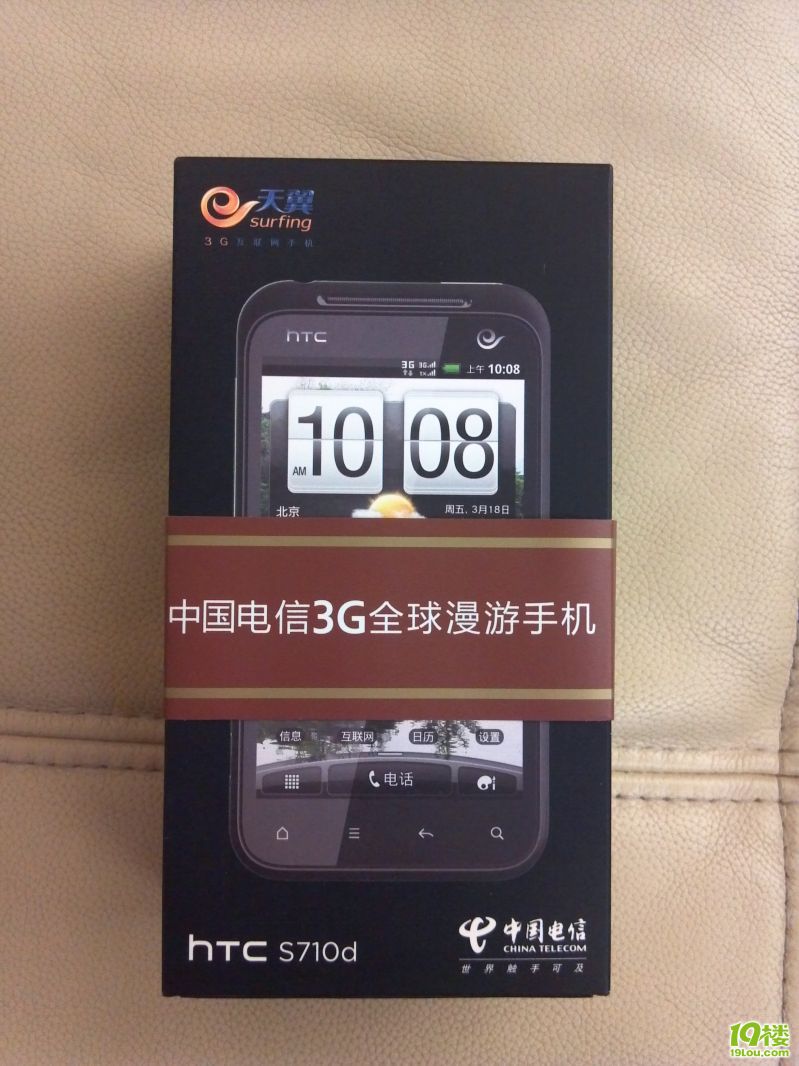 天翼
surfing
3G互联网手机
hTC
3G 3G 1X 上午 10:08
AM 10 08
北京 周五, 3月18日
中国电信3G全球漫游手机
信息 互联网 日历 设置
电话
hTC S710d
中国电信
CHINA TELECOM
世界触手可及
19楼
19lou.com